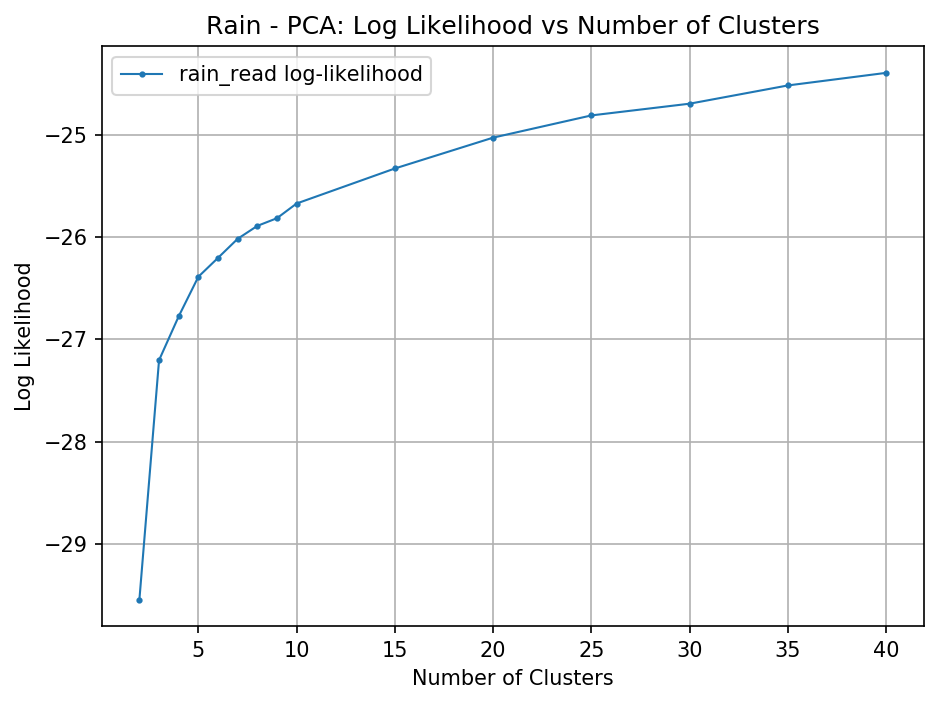 Rain - PCA: Log Likelihood vs Number of Clusters
rain_read log-likelihood
Log Likelihood
−25
−26
−27
−28
−29
5 10 15 20 25 30 35 40
Number of Clusters